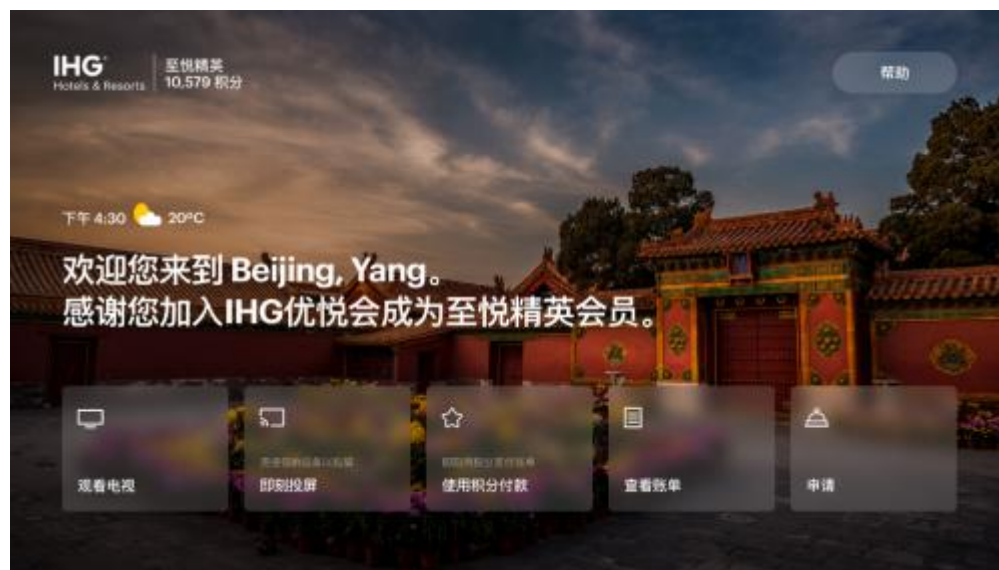 IHG
Hotels & Resorts
至悦精英
10,579 积分
帮助
下午 4:30
20°C
欢迎您来到 Beijing, Yang。
感谢您加入IHG优悦会成为至悦精英会员。
观看电视
即刻投屏
使用积分付款
查看账单
申请